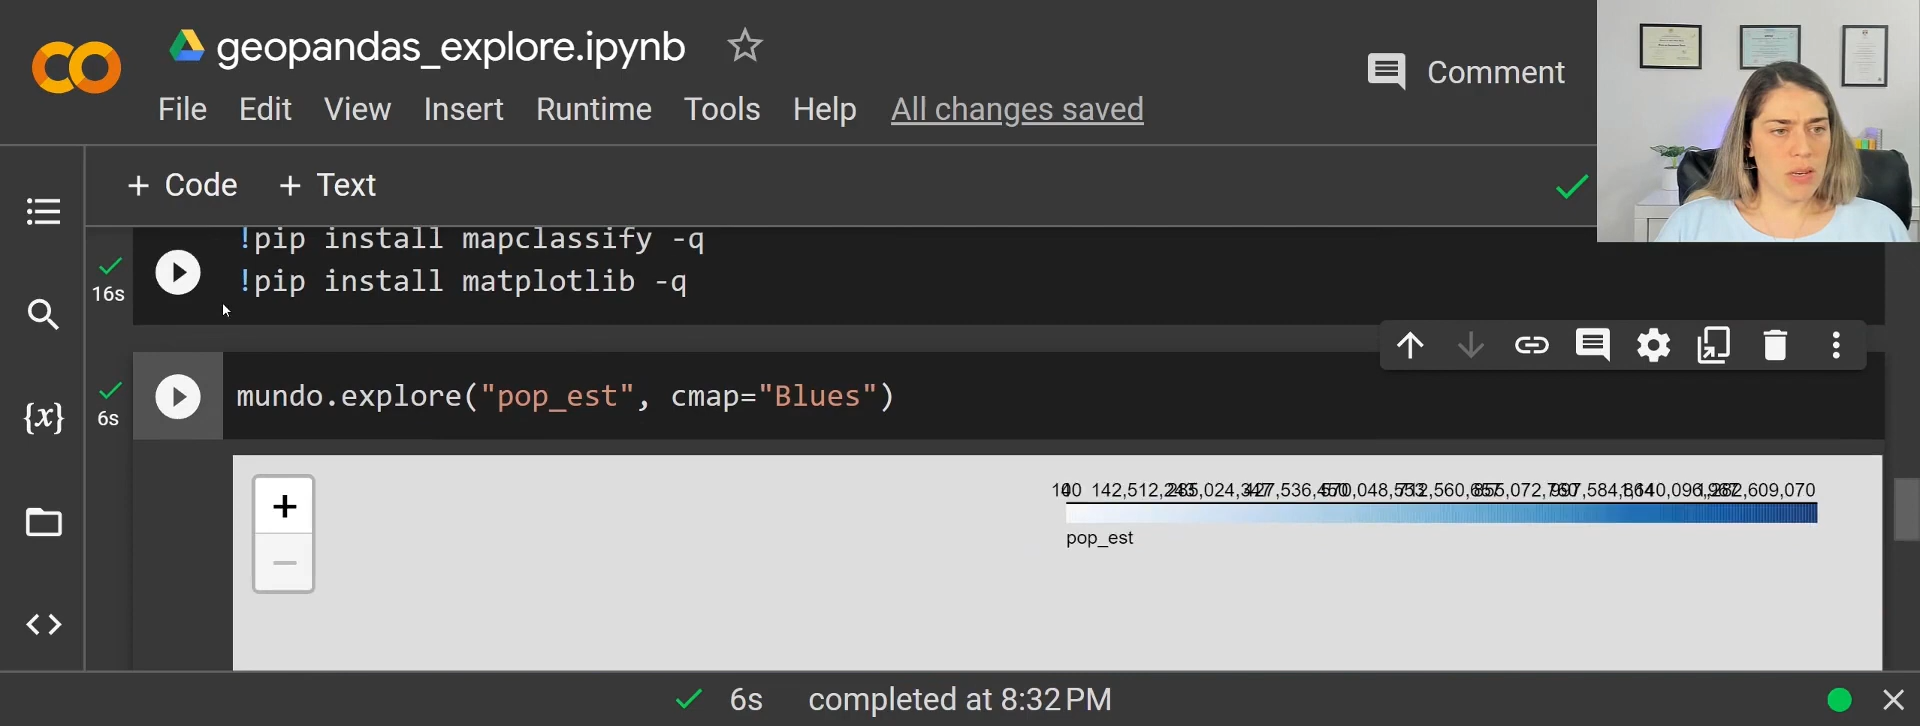 geopandas_explore.ipynb
Comment
File Edit View Insert Runtime Tools Help All changes saved
+ Code + Text
!pip install mapclassify -q
16s
!pip install matplotlib -q
mundo.explore("pop_est", cmap="Blues")
6s
+
pop_est
6s completed at 8:32 PM